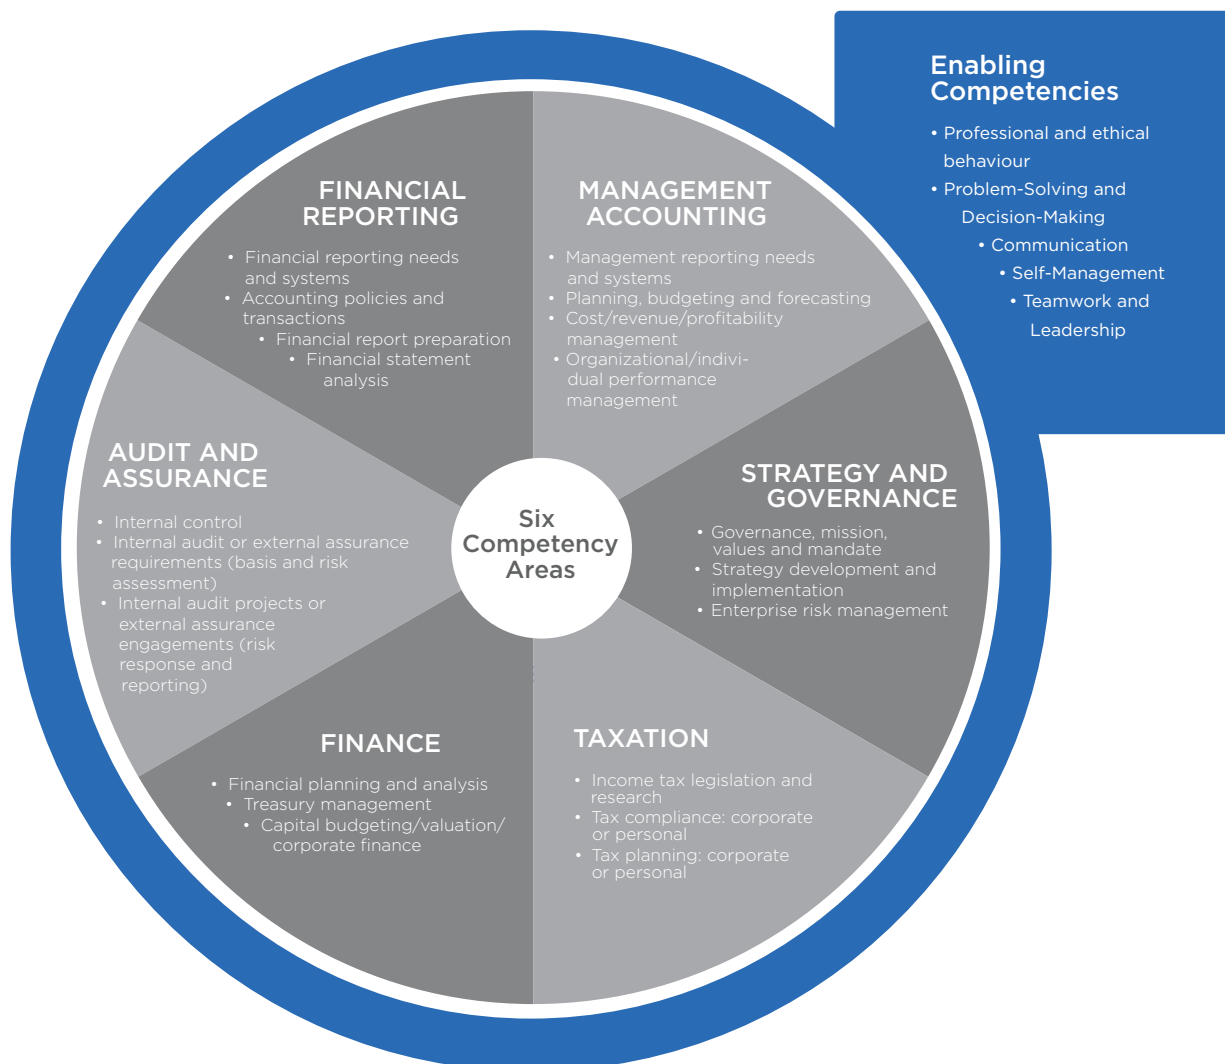 Enabling
Competencies
• Professional and ethical
behaviour
• Problem-Solving and
Decision-Making
• Communication
• Self-Management
• Teamwork and
Leadership
FINANCIAL
REPORTING
• Financial reporting needs
and systems
• Accounting policies and
transactions
• Financial report preparation
• Financial statement
analysis
MANAGEMENT
ACCOUNTING
• Management reporting needs
and systems
• Planning, budgeting and forecasting
• Cost/revenue/profitability
management
• Organizational/indivi-
dual performance
management
AUDIT AND
ASSURANCE
• Internal control
• Internal audit or external assurance
requirements (basis and risk
assessment)
• Internal audit projects or
external assurance
engagements (risk
response and
reporting)
Six
Competency
Areas
STRATEGY AND
GOVERNANCE
• Governance, mission,
values and mandate
• Strategy development and
implementation
• Enterprise risk management
FINANCE
• Financial planning and analysis
• Treasury management
• Capital budgeting/valuation/
corporate finance
TAXATION
• Income tax legislation and
research
• Tax compliance: corporate
or personal
• Tax planning: corporate
or personal